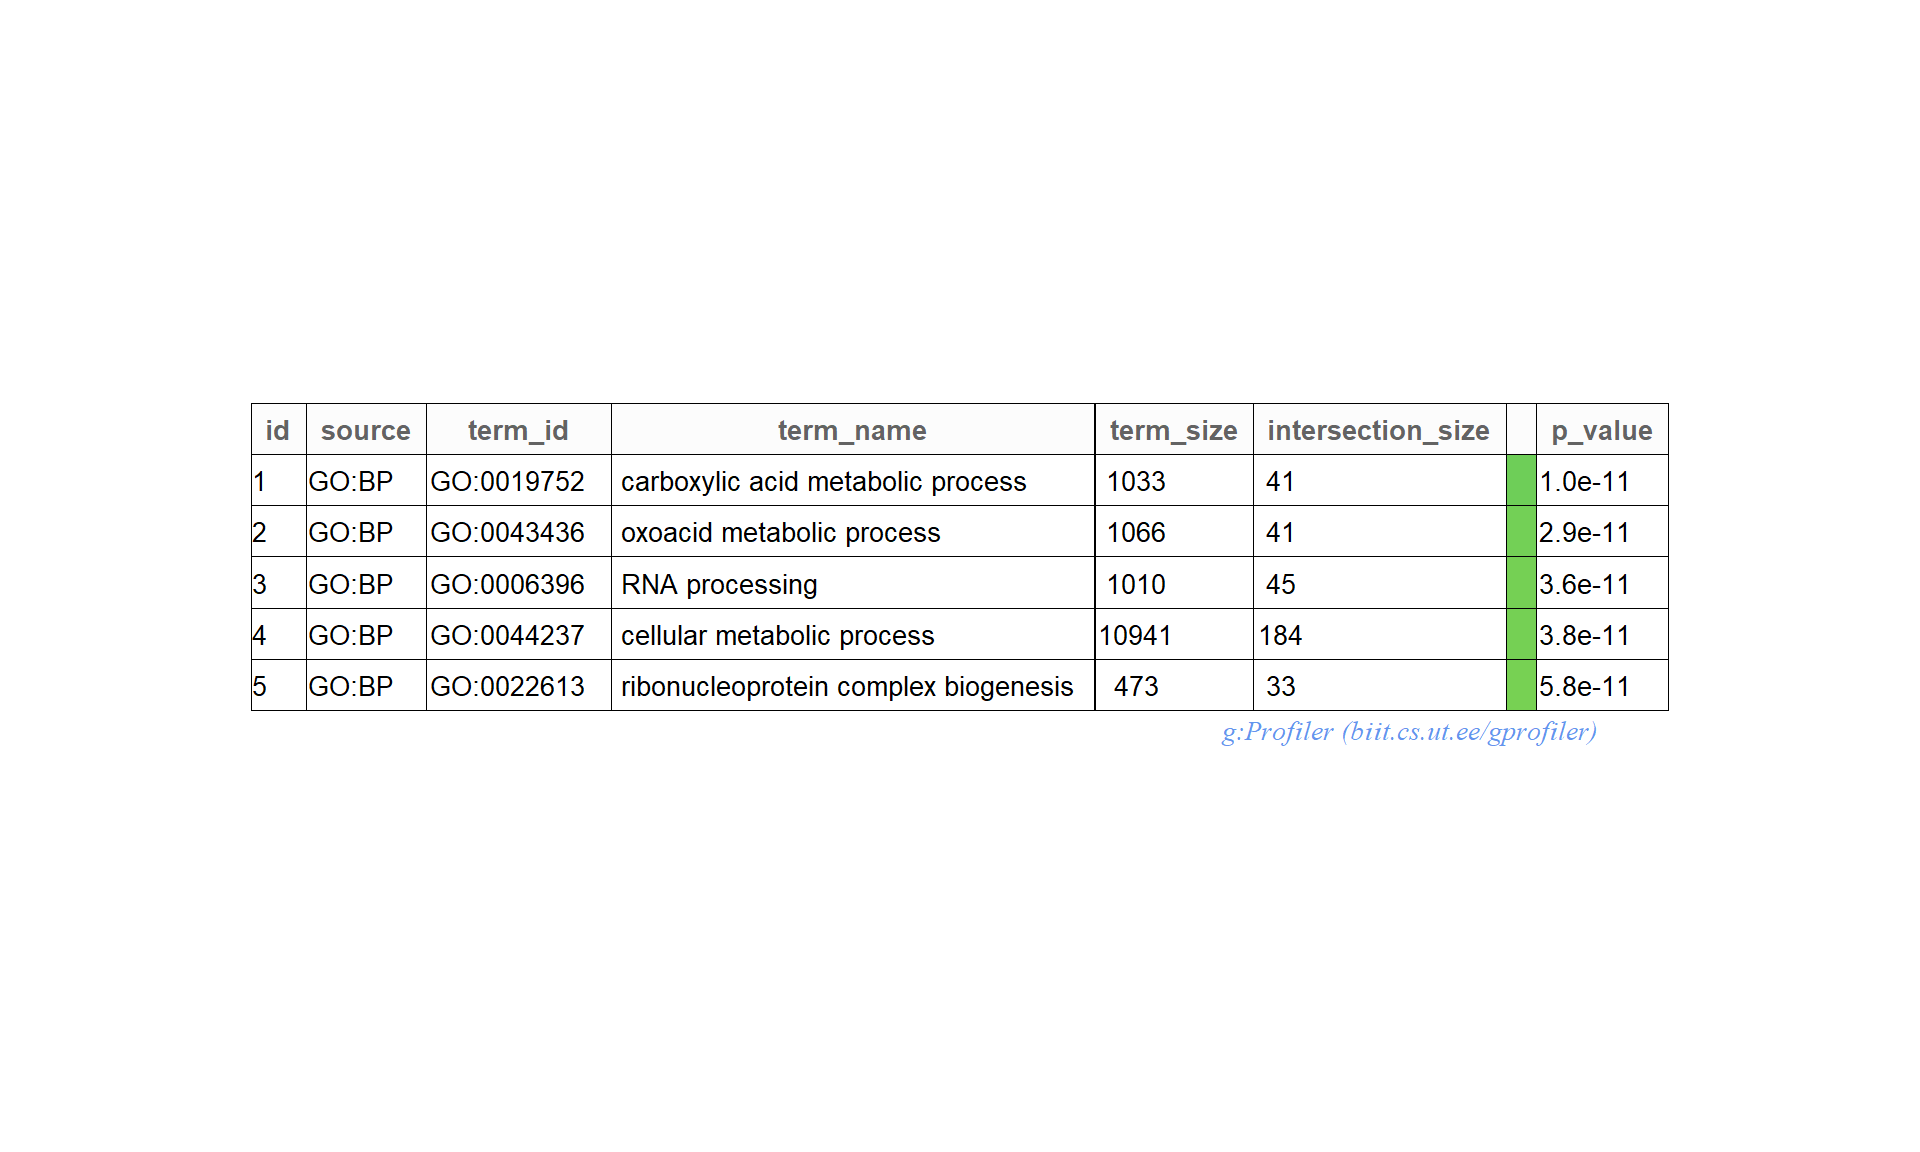 id source term_id term_name term_size intersection_size p_value
1 GO:BP GO:0019752 carboxylic acid metabolic process 1033 41 1.0e-11
2 GO:BP GO:0043436 oxoacid metabolic process 1066 41 2.9e-11
3 GO:BP GO:0006396 RNA processing 1010 45 3.6e-11
4 GO:BP GO:0044237 cellular metabolic process 10941 184 3.8e-11
5 GO:BP GO:0022613 ribonucleoprotein complex biogenesis 473 33 5.8e-11
g:Profiler (biit.cs.ut.ee/gprofiler)